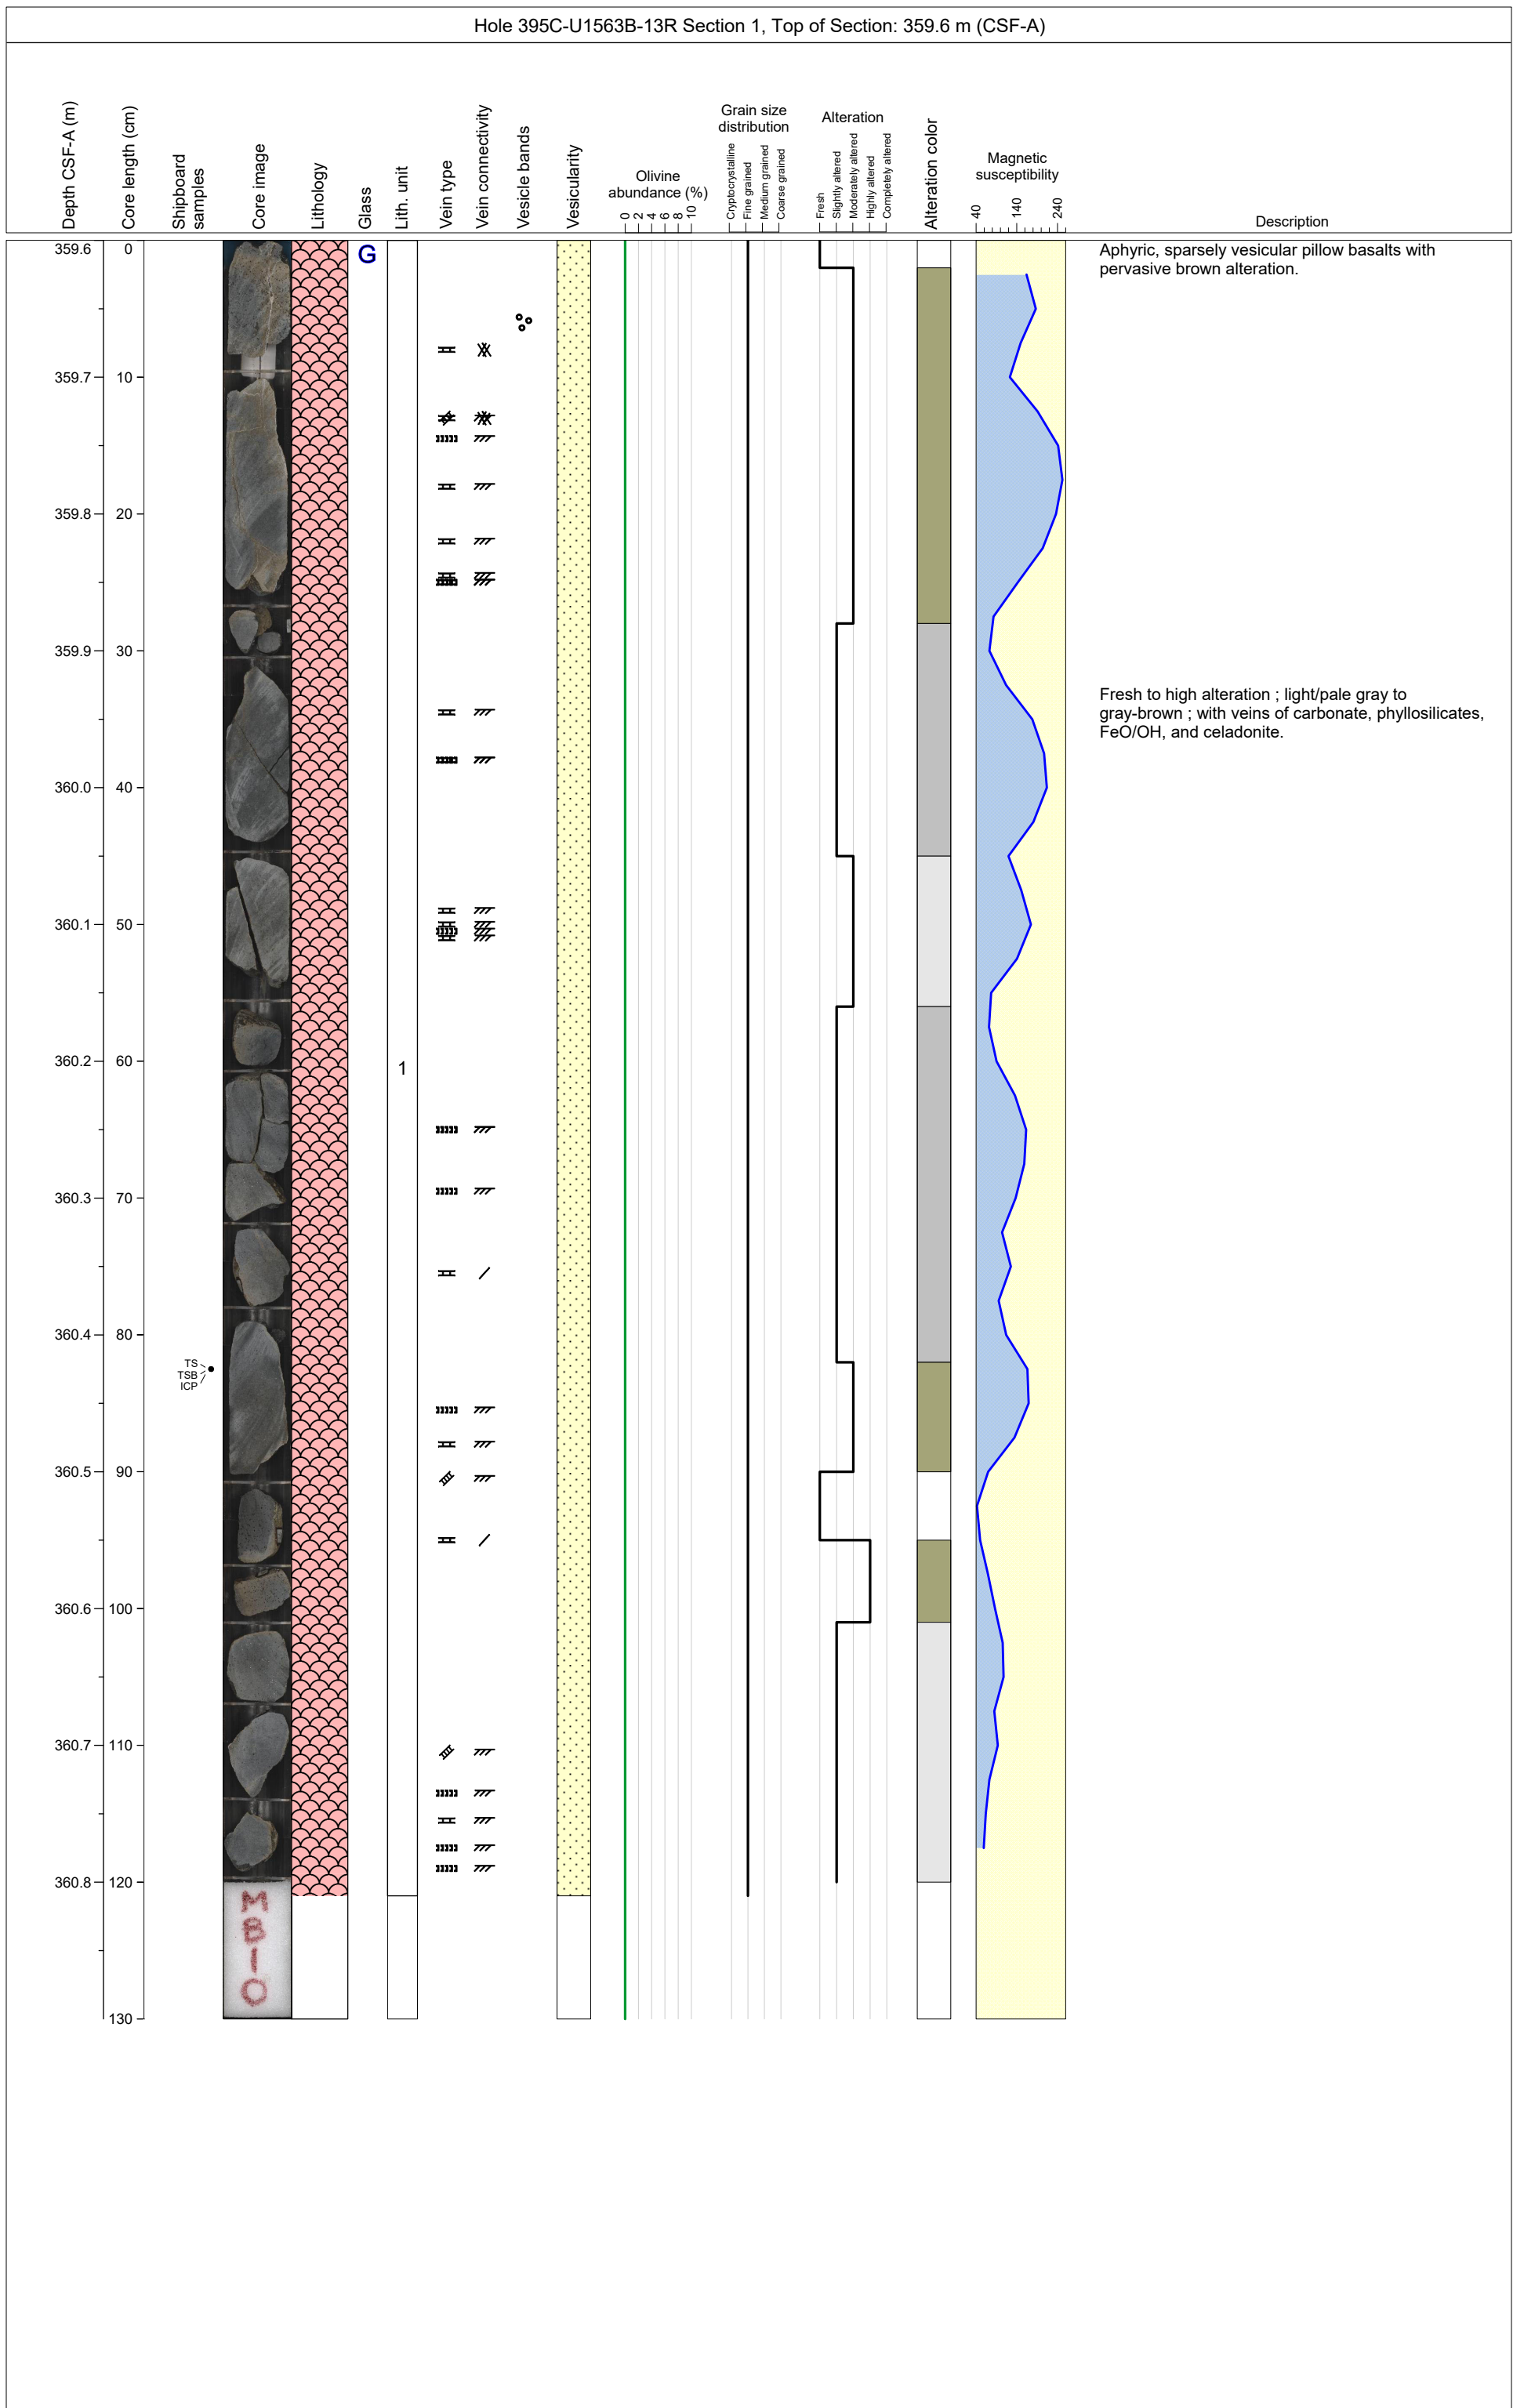 Hole 395C-U1563B-13R Section 1, Top of Section: 359.6 m (CSF-A)
Depth CSF-A (m)
Core length (cm)
Shipboard
samples
Core image
Lithology
Glass
Lith. unit
Vein type
Vein connectivity
Vesicle bands
Vesicularity
Olivine
abundance (%)
0 2 4 6 8 10
Grain size
distribution
Cryptocrystalline
Fine grained
Medium grained
Coarse grained
Alteration
Fresh
Slightly altered
Moderately altered
Highly altered
Completely altered
Alteration color
Magnetic
susceptibility
40 140 240
Description
359.6 0
G
Aphyric, sparsely vesicular pillow basalts with
pervasive brown alteration.
359.7 10
359.8 20
359.9 30
Fresh to high alteration ; light/pale gray to
gray-brown ; with veins of carbonate, phyllosilicates,
FeO/OH, and celadonite.
360.0 40
360.1 50
360.2 60
1
360.3 70
360.4 80
TS
TSB
ICP
360.5 90
360.6 100
360.7 110
360.8 120
M
B
I
O
130